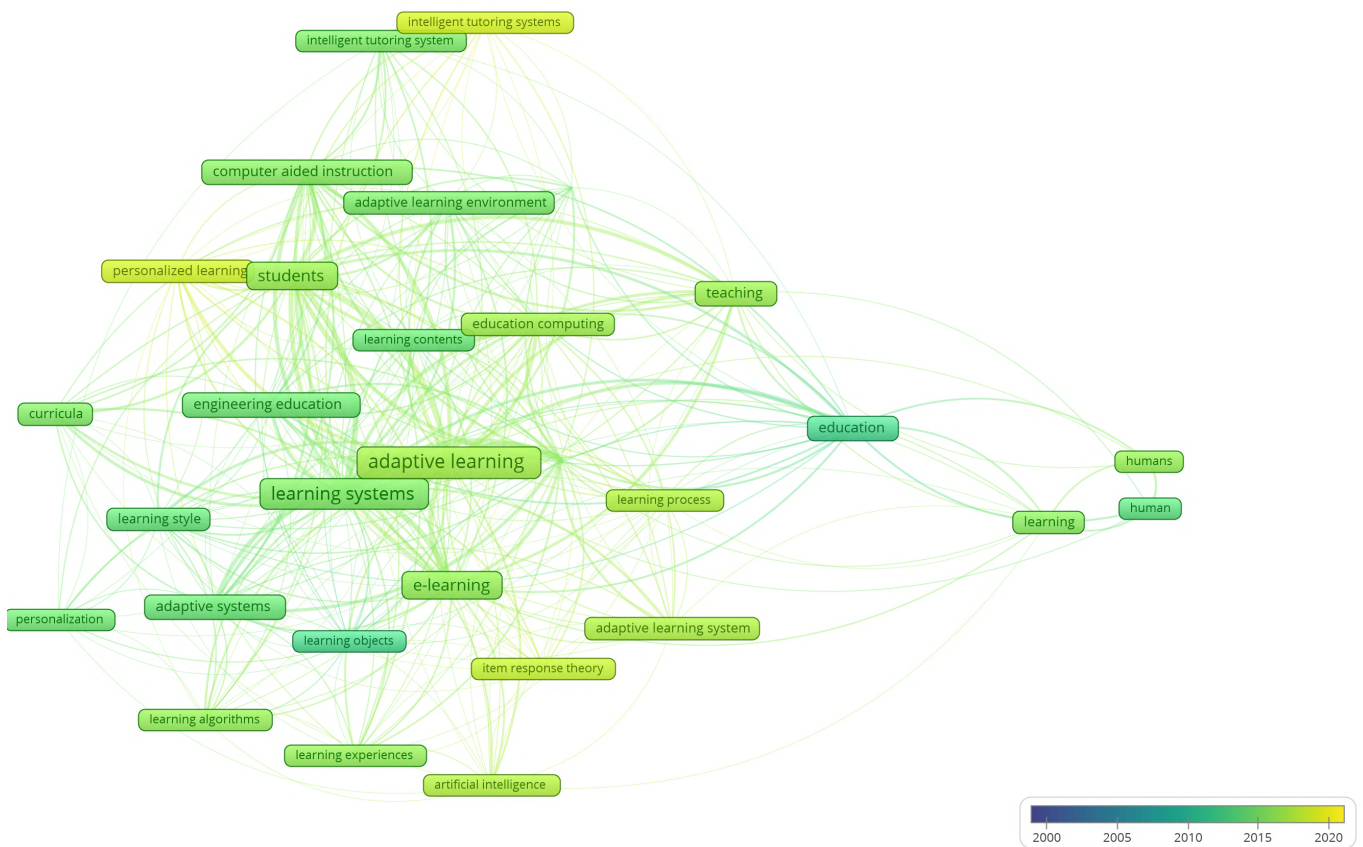 intelligent tutoring systems
intelligent tutoring system
computer aided instruction
adaptive learning environment
personalized learning
students
teaching
education computing
learning contents
engineering education
curricula
education
adaptive learning
humans
learning systems
learning process
human
learning style
learning
e-learning
adaptive systems
personalization
adaptive learning system
learning objects
item response theory
learning algorithms
learning experiences
artificial intelligence
2000 2005 2010 2015 2020